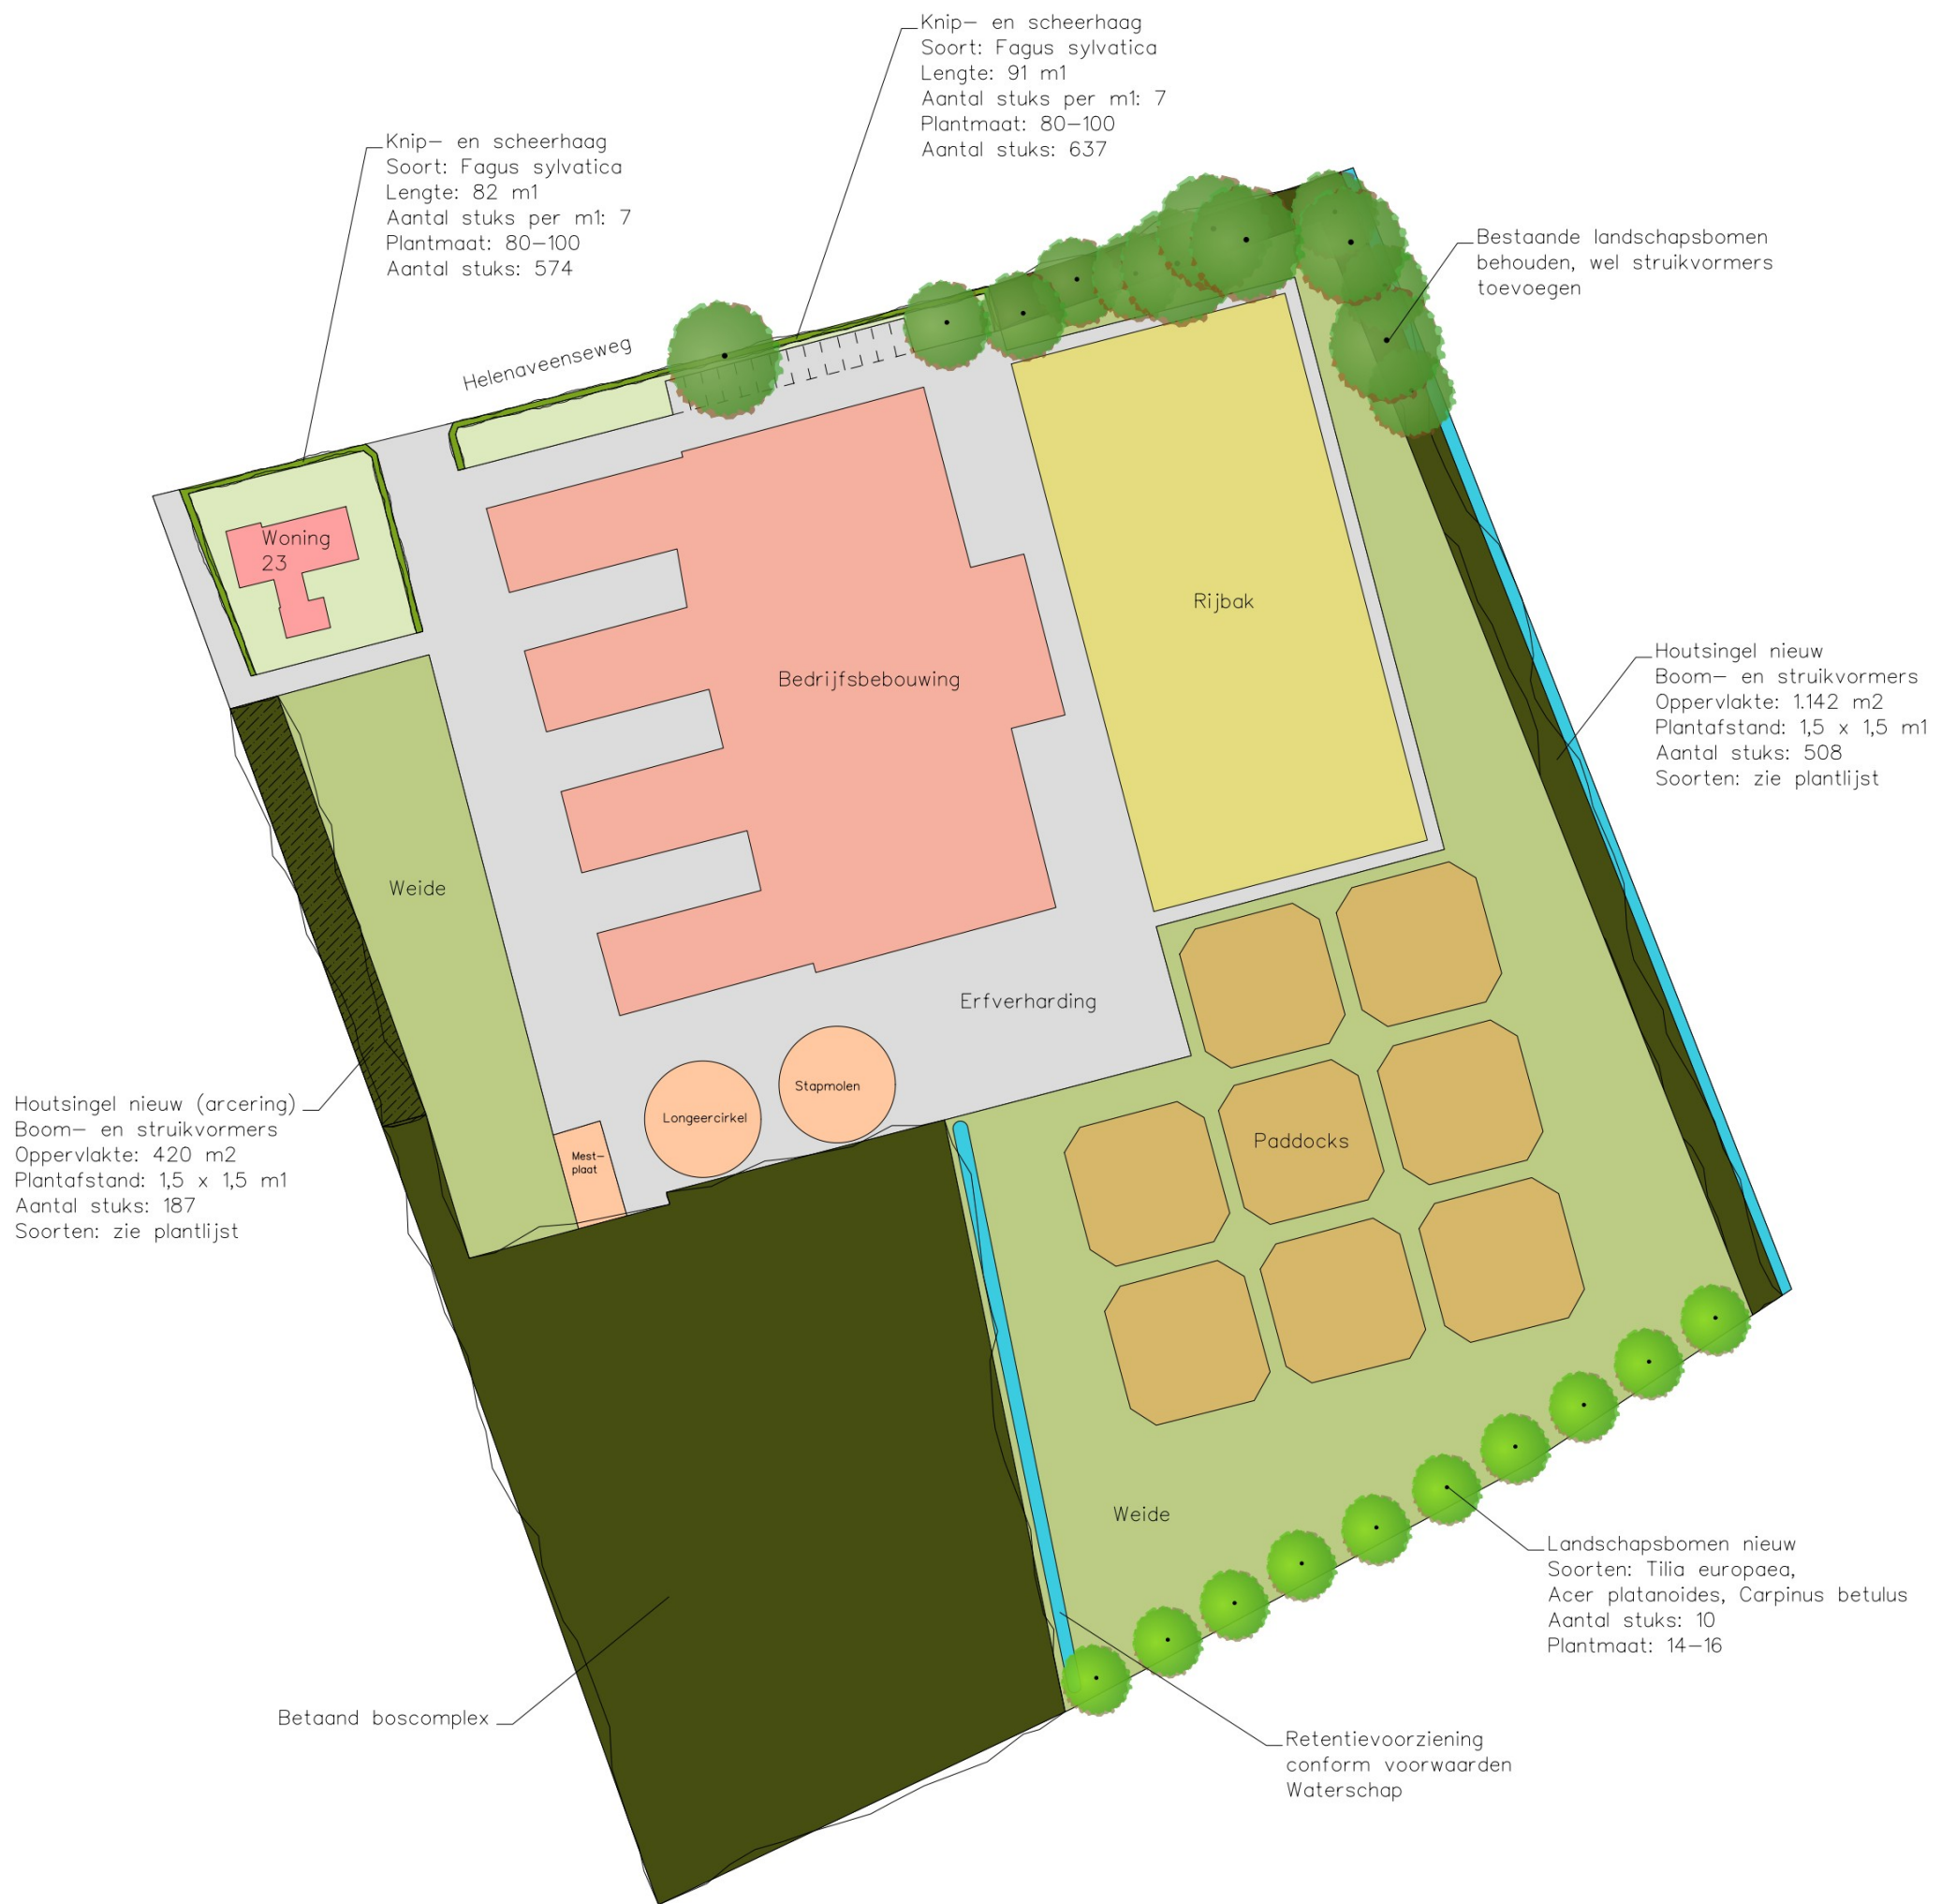 Knip- en scheerhaag
Soort: Fagus sylvatica
Lengte: 91 m1
Aantal stuks per m1: 7
Plantmaat: 80-100
Aantal stuks: 637
Knip- en scheerhaag
Soort: Fagus sylvatica
Lengte: 82 m1
Aantal stuks per m1: 7
Plantmaat: 80-100
Aantal stuks: 574
Bestaande landschapsbomen
behouden, wel struikvormers
toevoegen
Helenaveenseweg
Woning
23
Rijbak
Bedrijfsbebouwing
Houtsingel nieuw
Boom- en struikvormers
Oppervlakte: 1.142 m2
Plantafstand: 1,5 x 1,5 m1
Aantal stuks: 508
Soorten: zie plantlijst
Weide
Erfverharding
Stapmolen
Longeercirkel
Mest-
plaat
Paddocks
Houtsingel nieuw (arcering)
Boom- en struikvormers
Oppervlakte: 420 m2
Plantafstand: 1,5 x 1,5 m1
Aantal stuks: 187
Soorten: zie plantlijst
Weide
Landschapsbomen nieuw
Soorten: Tilia europaea,
Acer platanoides, Carpinus betulus
Aantal stuks: 10
Plantmaat: 14-16
Betaand boscomplex
Retentievoorziening
conform voorwaarden
Waterschap